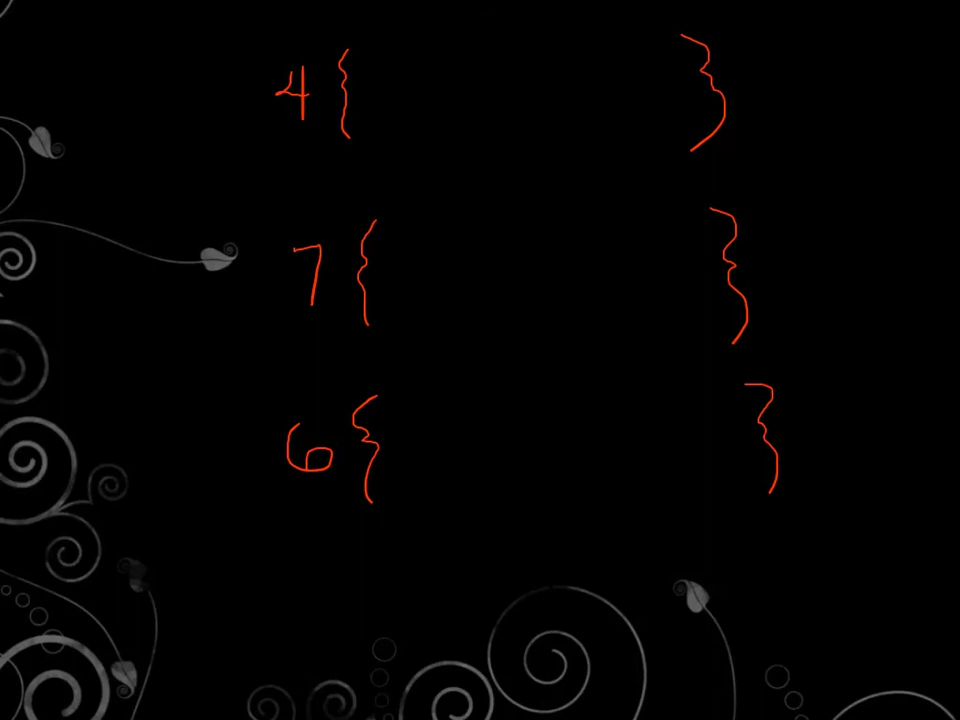 4 { }
7 { }
6 { }